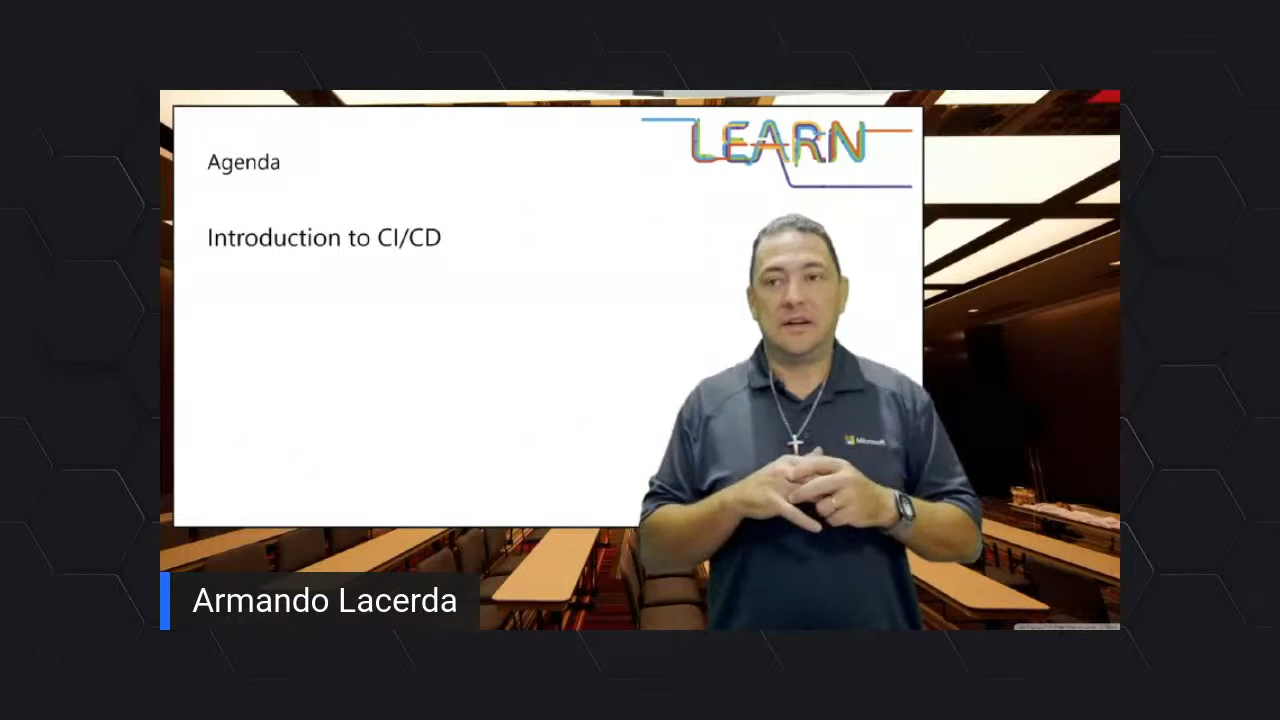 LEARN
Agenda
Introduction to CI/CD
Microsoft
Armando Lacerda